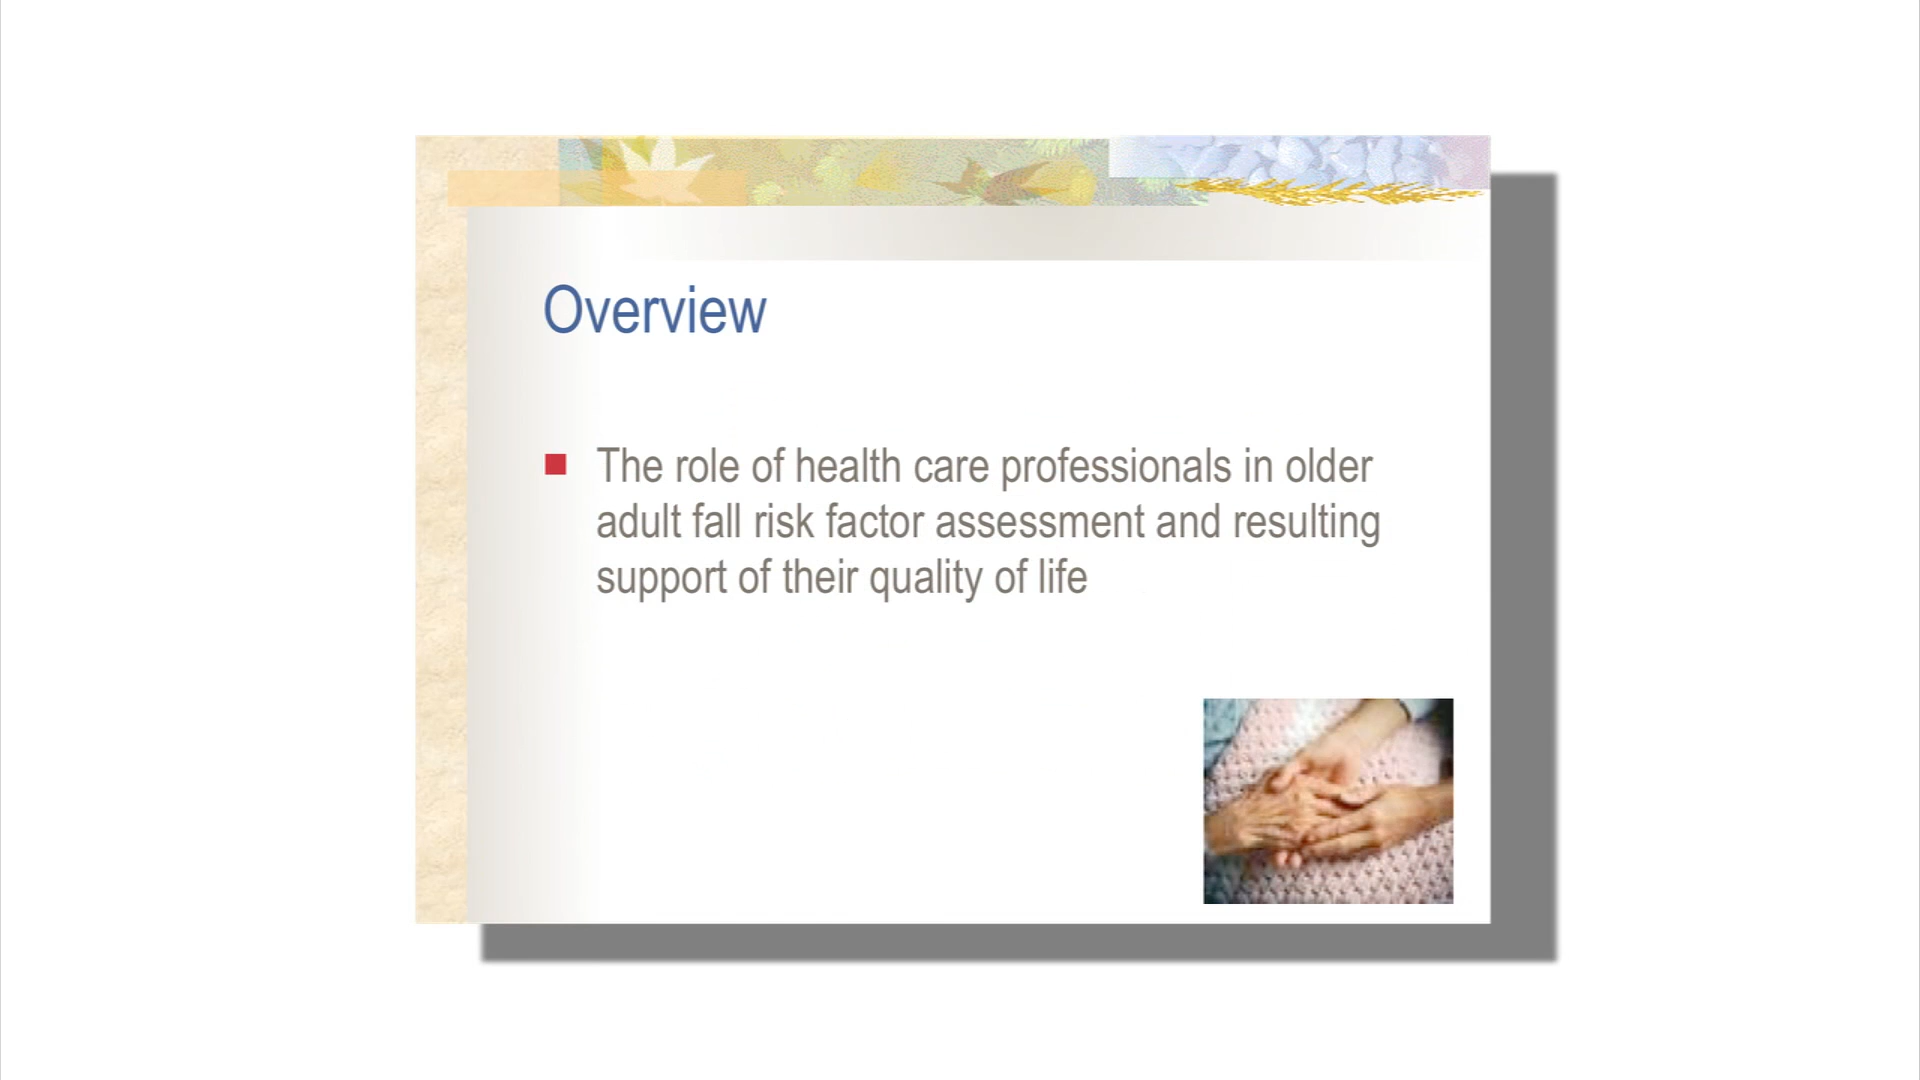 Overview
The role of health care professionals in older
adult fall risk factor assessment and resulting
support of their quality of life